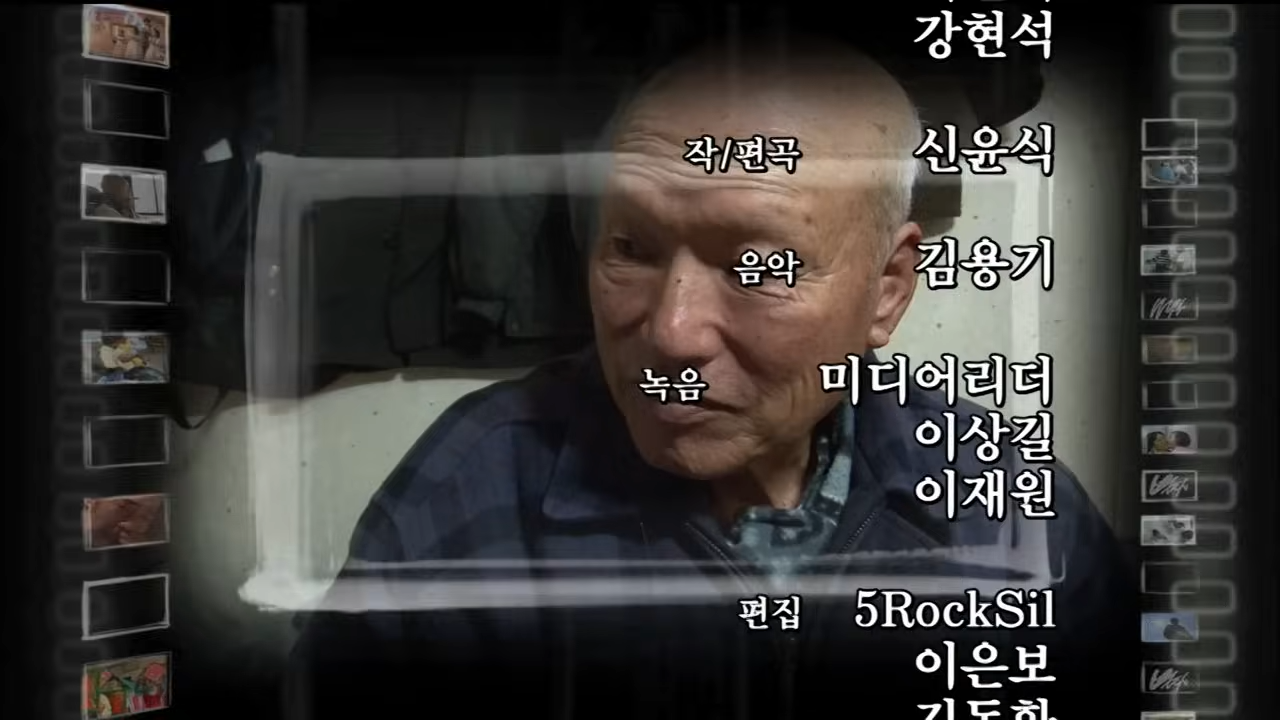 강현석
작/편곡 신윤식
음악 김용기
녹음 미디어리더
이상길
이재원
편집 5RockSil
이은보